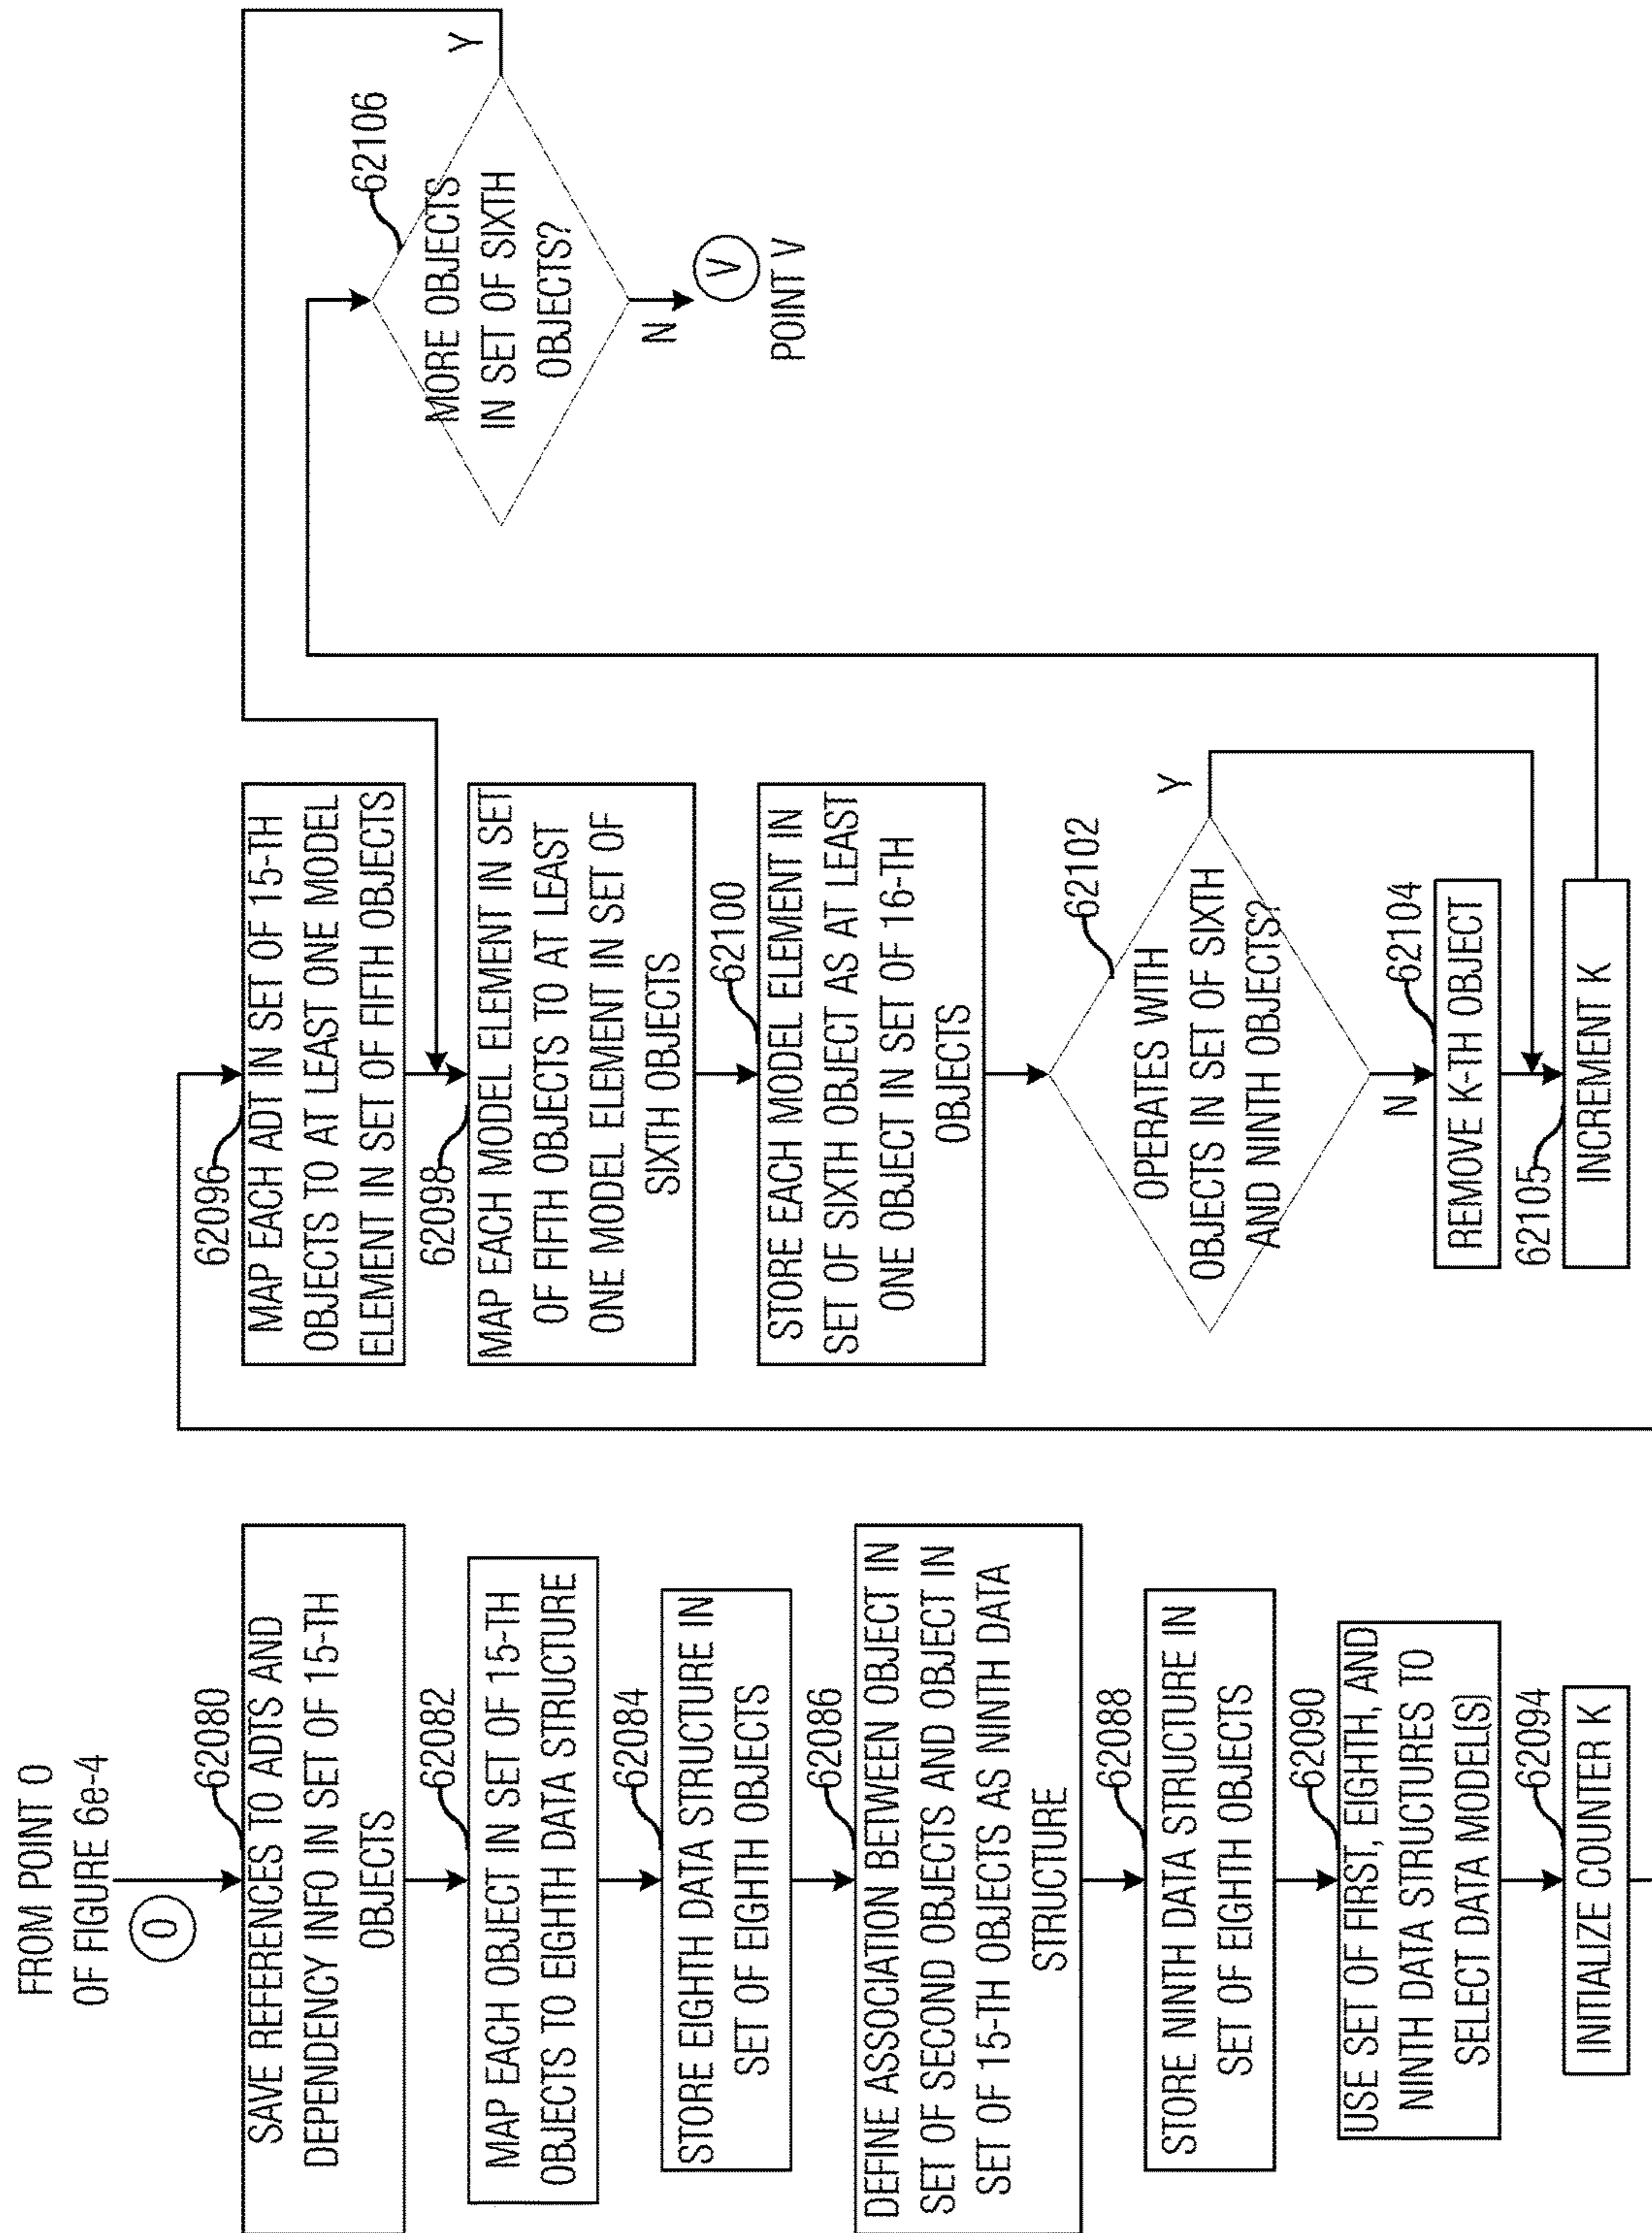 FROM POINT O
OF FIGURE 6e-4
O
62080
SAVE REFERENCES TO ADTS AND
DEPENDENCY INFO IN SET OF 15-TH
OBJECTS
62082
MAP EACH OBJECT IN SET OF 15-TH
OBJECTS TO EIGHTH DATA STRUCTURE
62084
STORE EIGHTH DATA STRUCTURE IN
SET OF EIGHTH OBJECTS
62086
DEFINE ASSOCIATION BETWEEN OBJECT IN
SET OF SECOND OBJECTS AND OBJECT IN
SET OF 15-TH OBJECTS AS NINTH DATA
STRUCTURE
62088
STORE NINTH DATA STRUCTURE IN
SET OF EIGHTH OBJECTS
62090
USE SET OF FIRST, EIGHTH, AND
NINTH DATA STRUCTURES TO
SELECT DATA MODEL(S)
62094
INITIALIZE COUNTER K
62096
MAP EACH ADT IN SET OF 15-TH
OBJECTS TO AT LEAST ONE MODEL
ELEMENT IN SET OF FIFTH OBJECTS
62098
MAP EACH MODEL ELEMENT IN SET
OF FIFTH OBJECTS TO AT LEAST
ONE MODEL ELEMENT IN SET OF
SIXTH OBJECTS
62100
STORE EACH MODEL ELEMENT IN
SET OF SIXTH OBJECT AS AT LEAST
ONE OBJECT IN SET OF 16-TH
OBJECTS
62102
OPERATES WITH
OBJECTS IN SET OF SIXTH
AND NINTH OBJECTS?
Y
N
62104
REMOVE K-TH OBJECT
62105
INCREMENT K
62106
MORE OBJECTS
IN SET OF SIXTH
OBJECTS?
Y
N
V
POINT V